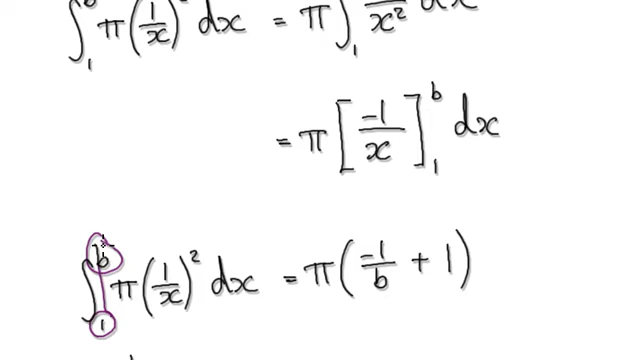 ∫₁ᵇ π(1/x)² dx = π ∫₁ 1/x² dx
= π [-1/x]₁ᵇ dx
∫₁ᵇ π(1/x)² dx = π(-1/b + 1)